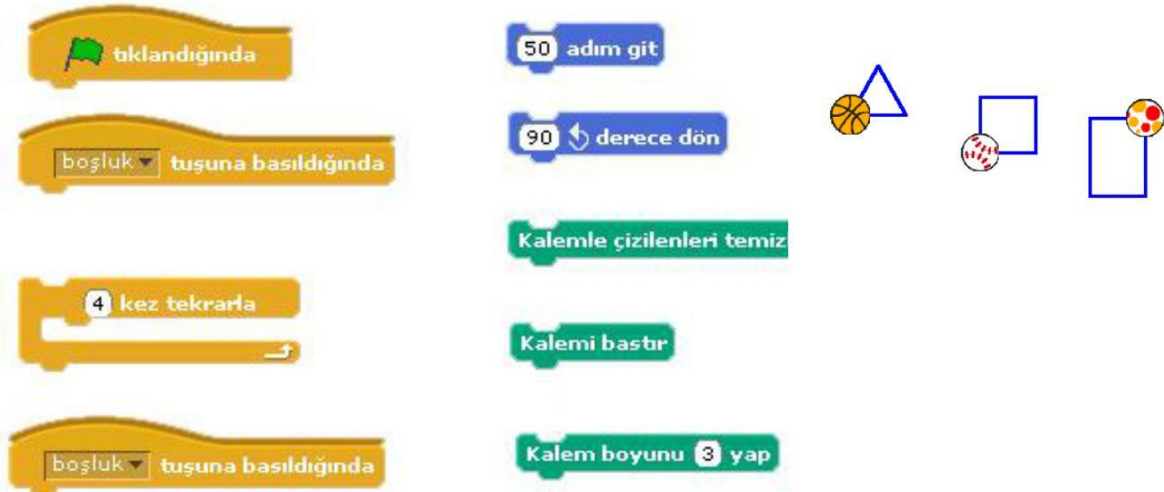 tıklandığında
boşluk tuşuna basıldığında
4 kez tekrarla
boşluk tuşuna basıldığında
50 adım git
90 derece dön
Kalemle çizilenleri temiz
Kalemi bastır
Kalem boyunu 3 yap